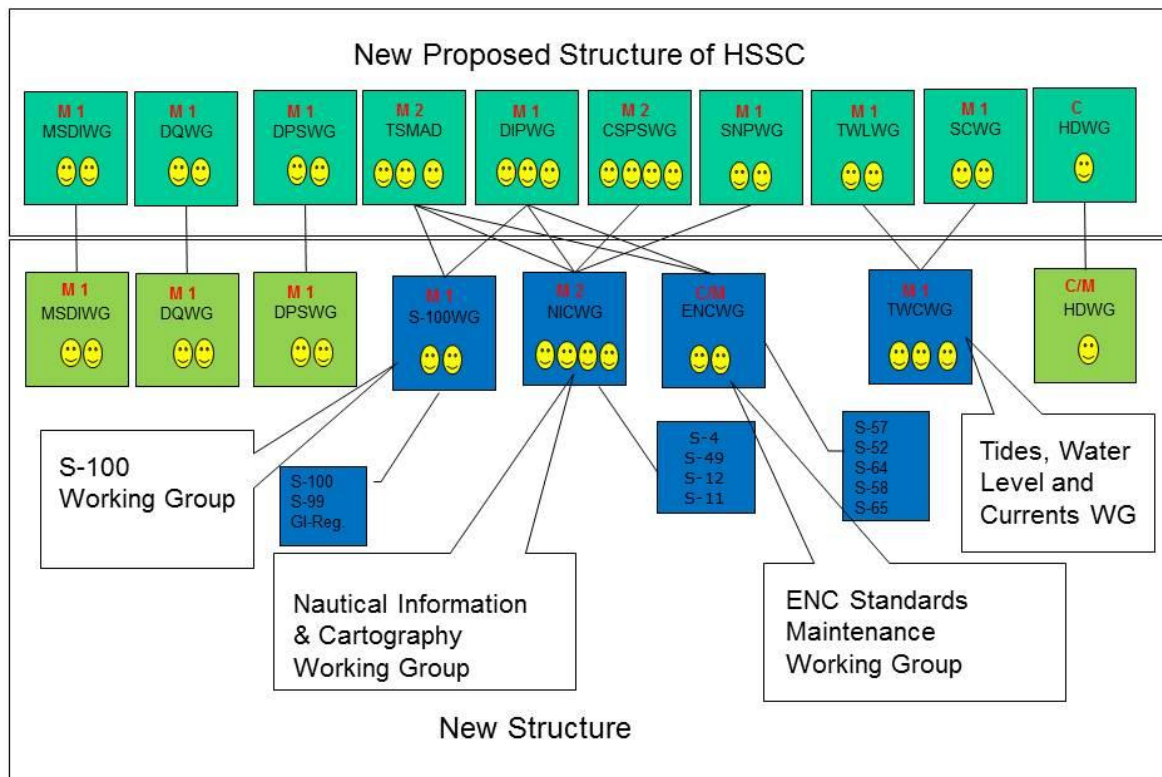 New Proposed Structure of HSSC
M 1
MSDIWG
M 1
DQWG
M 1
DPSWG
M 2
TSMAD
M 1
DIPWG
M 2
CSPSWG
M 1
SNPWG
M 1
TWLWG
M 1
SCWG
C
HDWG
M 1
MSDIWG
M 1
DQWG
M 1
DPSWG
M 1
S-100WG
M 2
NICWG
C/M
ENCWG
M 1
TWCWG
C/M
HDWG
S-100
Working Group
S-100
S-99
GI-Reg.
S-4
S-49
S-12
S-11
S-57
S-52
S-64
S-58
S-65
Tides, Water
Level and
Currents WG
Nautical Information
& Cartography
Working Group
ENC Standards
Maintenance
Working Group
New Structure